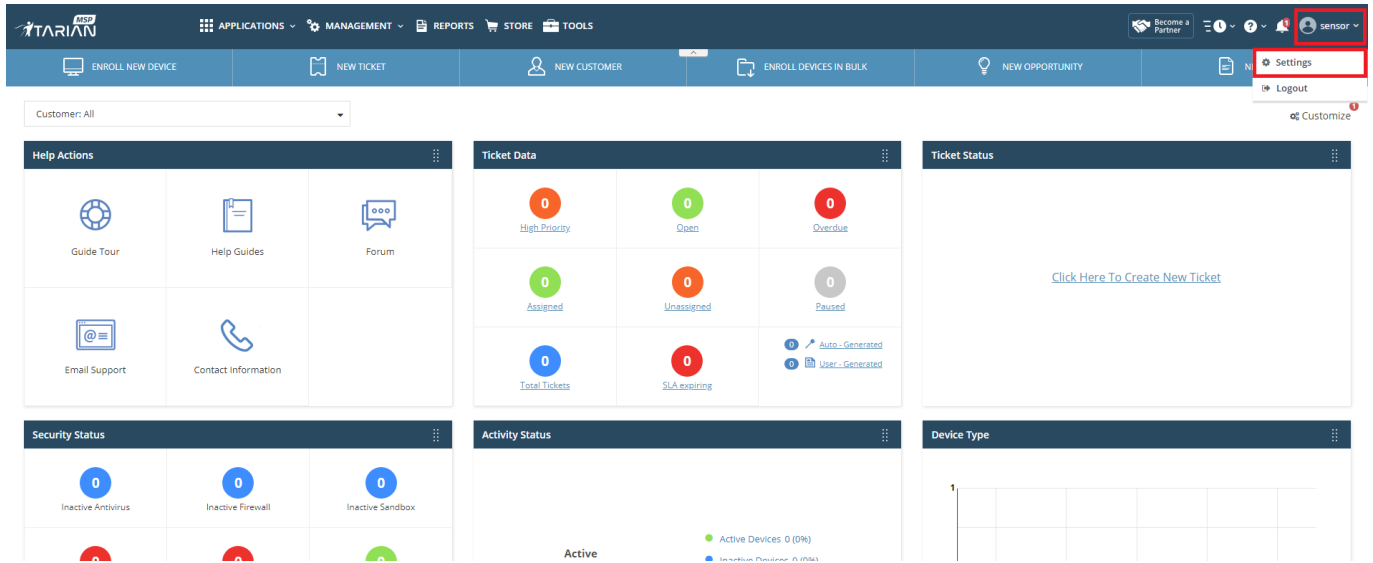 MSP
ITARIAN
APPLICATIONS
MANAGEMENT
REPORTS
STORE
TOOLS
Become a
Partner
sensor
ENROLL NEW DEVICE
NEW TICKET
NEW CUSTOMER
ENROLL DEVICES IN BULK
NEW OPPORTUNITY
Settings
Logout
Customer: All
1
Customize
Help Actions
Guide Tour
Help Guides
Forum
Email Support
Contact Information
Ticket Data
0
High Priority
0
Open
0
Overdue
0
Assigned
0
Unassigned
0
Paused
0
Total Tickets
0
SLA expiring
0 Auto - Generated
0 User - Generated
Ticket Status
Click Here To Create New Ticket
Security Status
0
Inactive Antivirus
0
Inactive Firewall
0
Inactive Sandbox
Activity Status
Active
Active Devices 0 (0%)
Inactive Devices 0 (0%)
Device Type
1